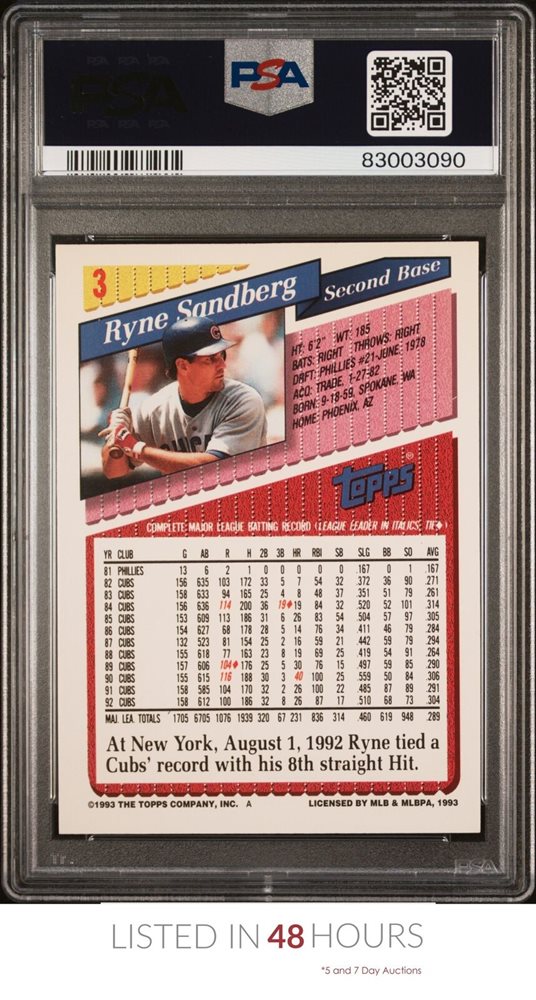 PSA
83003090
3
Ryne Sandberg
Second Base
HT: 6'2" WT: 185
BATS: RIGHT THROWS: RIGHT
DRFT: PHILLIES #21-JUNE, 1978
ACQ: TRADE, 1-27-82
BORN: 9-18-59, SPOKANE, WA
HOME: PHOENIX, AZ
TOPPS®
COMPLETE MAJOR LEAGUE BATTING RECORD (LEAGUE LEADER IN ITALICS, TIE♦)
YR CLUB G AB R H 2B 3B HR RBI SB SLG BB SO AVG
81 PHILLIES 13 6 2 1 0 0 0 0 0 .167 0 1 .167
82 CUBS 156 635 103 172 33 5 7 54 32 .372 36 90 .271
83 CUBS 158 633 94 165 25 4 8 48 37 .351 51 79 .261
84 CUBS 156 636 114 200 36 19♦ 19 84 32 .520 52 101 .314
85 CUBS 153 609 113 186 31 6 26 83 54 .504 57 97 .305
86 CUBS 154 627 68 178 28 5 14 76 34 .411 46 79 .284
87 CUBS 132 523 81 154 25 2 16 59 21 .442 59 79 .294
88 CUBS 155 618 77 163 23 8 19 69 25 .419 54 91 .264
89 CUBS 157 606 104♦ 176 25 5 30 76 15 .497 59 85 .290
90 CUBS 155 615 116 188 30 3 40 100 25 .559 50 84 .306
91 CUBS 158 585 104 170 32 2 26 100 22 .485 87 89 .291
92 CUBS 158 612 100 186 32 8 26 87 17 .510 68 73 .304
MAJ. LEA. TOTALS 1705 6705 1076 1939 320 67 231 836 314 .460 619 948 .289
At New York, August 1, 1992 Ryne tied a
Cubs' record with his 8th straight Hit.
©1993 THE TOPPS COMPANY, INC. A LICENSED BY MLB & MLBPA, 1993
PSA
LISTED IN 48 HOURS
*5 and 7 Day Auctions